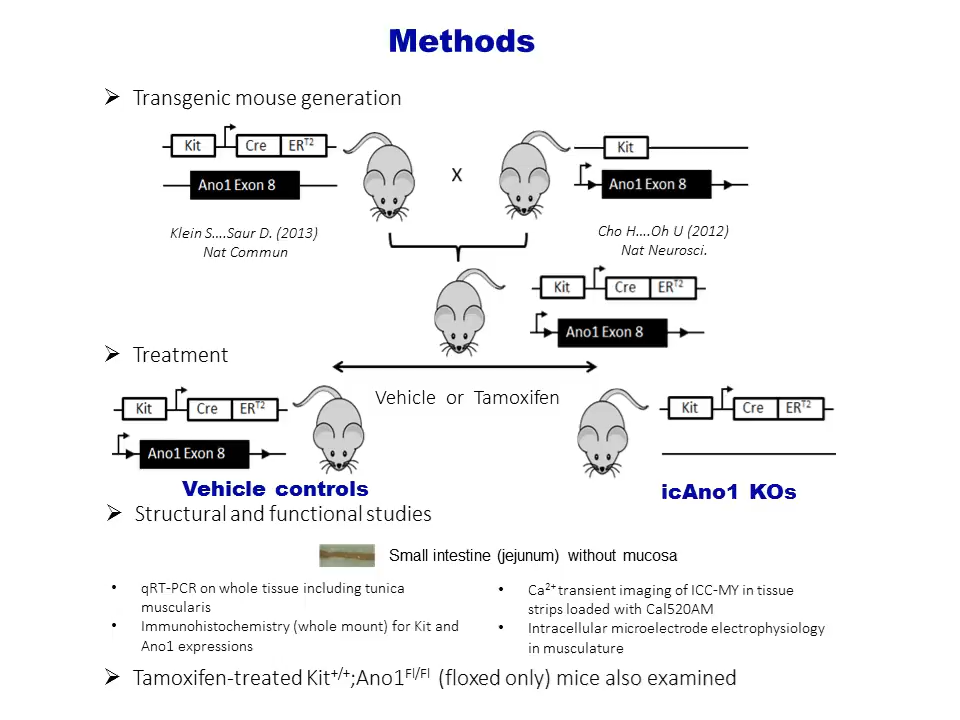 Methods
➢ Transgenic mouse generation
Kit Cre ER^T2
Ano1 Exon 8
X
Kit
Ano1 Exon 8
Klein S....Saur D. (2013)
Nat Commun
Cho H....Oh U (2012)
Nat Neurosci.
Kit Cre ER^T2
Ano1 Exon 8
➢ Treatment
Vehicle or Tamoxifen
Kit Cre ER^T2
Ano1 Exon 8
Kit Cre ER^T2
Vehicle controls
icAno1 KOs
➢ Structural and functional studies
Small intestine (jejunum) without mucosa
• qRT-PCR on whole tissue including tunica
muscularis
• Immunohistochemistry (whole mount) for Kit and
Ano1 expressions
• Ca²⁺ transient imaging of ICC-MY in tissue
strips loaded with Cal520AM
• Intracellular microelectrode electrophysiology
in musculature
➢ Tamoxifen-treated Kit^+/+;Ano1^Fl/Fl (floxed only) mice also examined